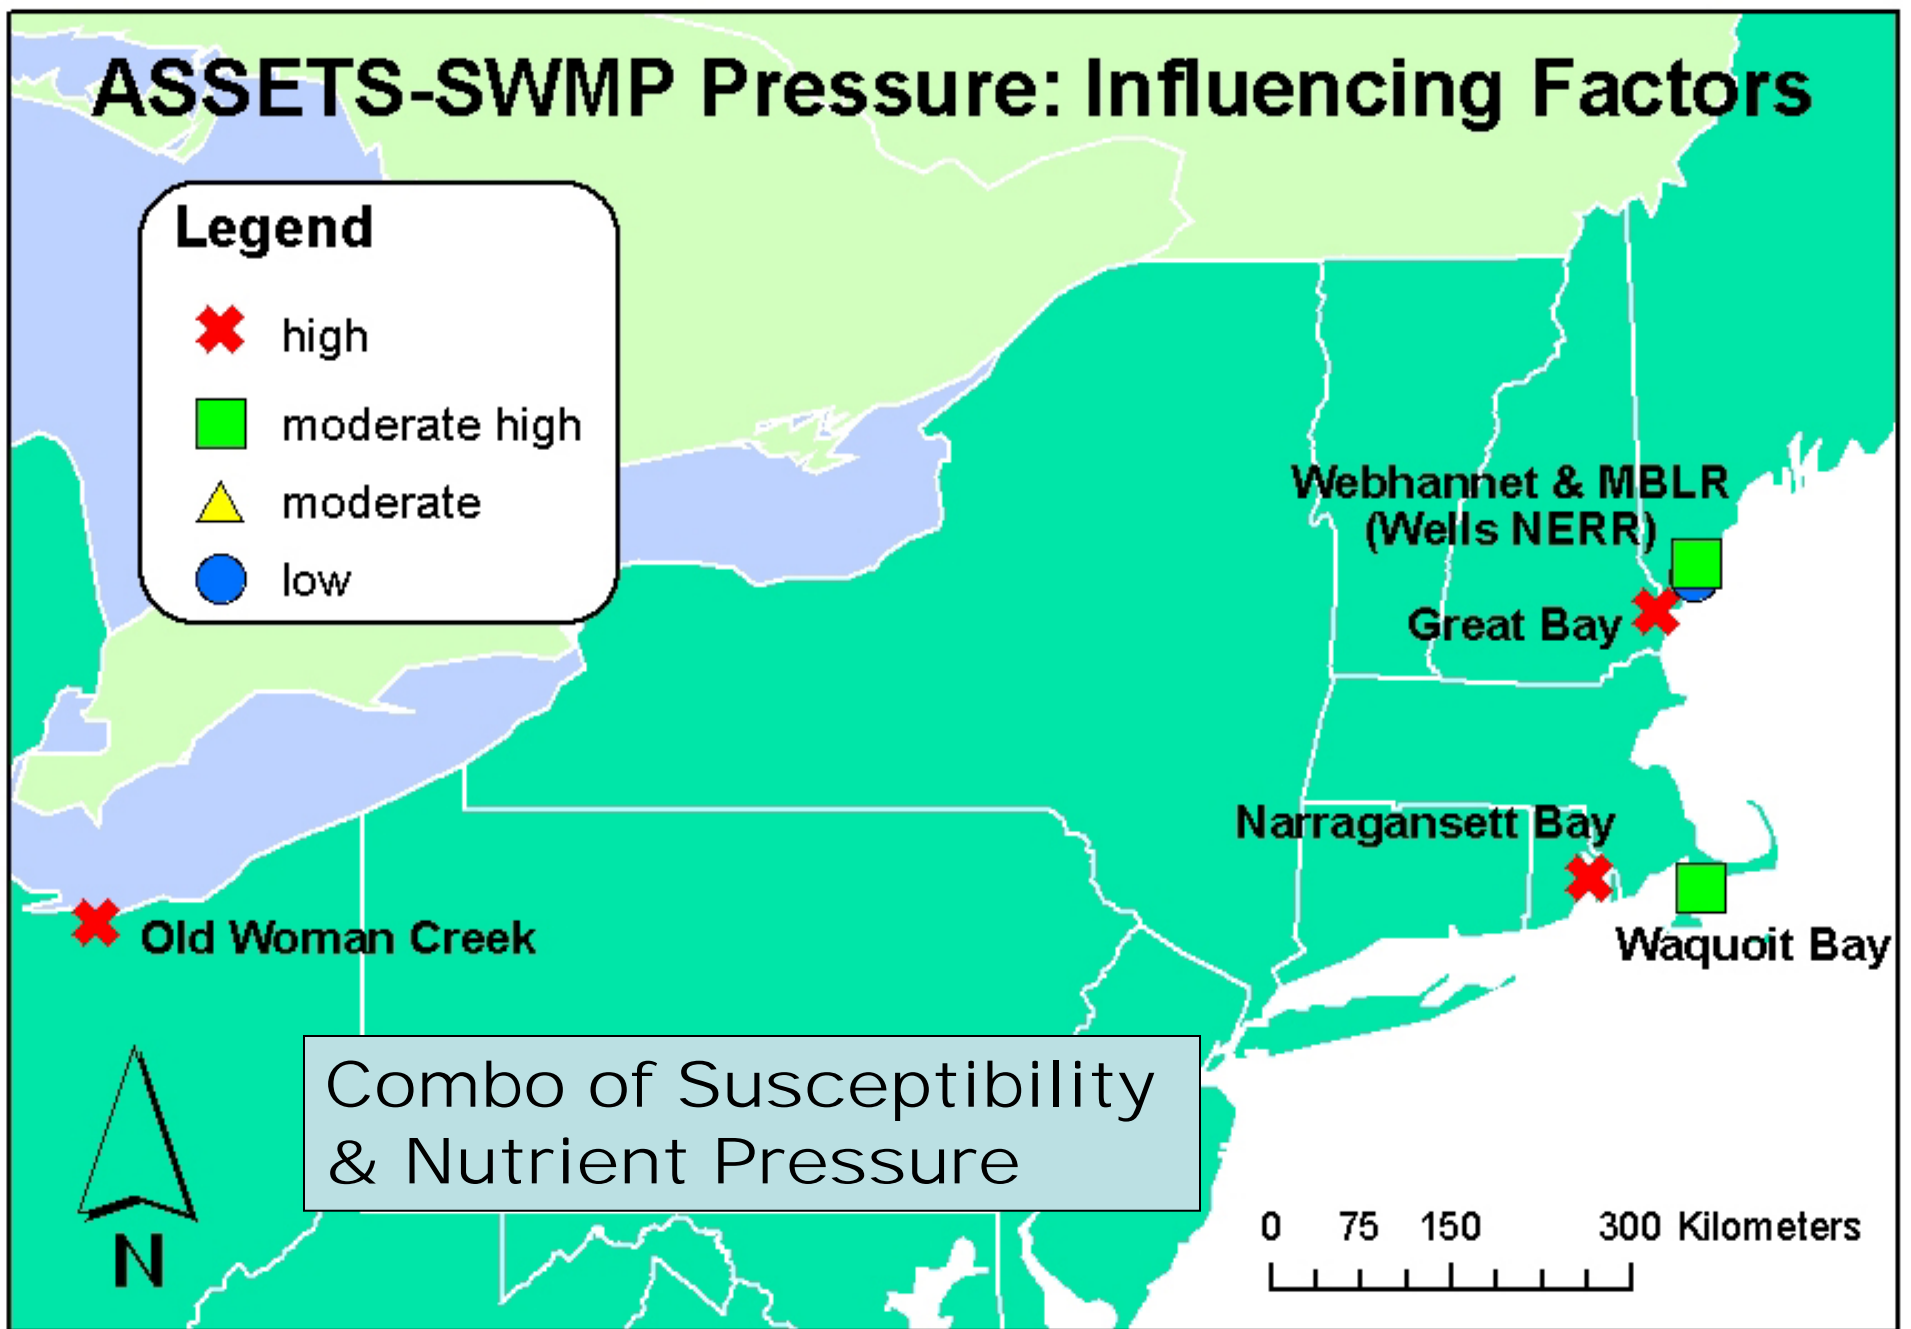 ASSETS-SWMP Pressure: Influencing Factors
Legend
high
moderate high
moderate
low
Webhannet & MBLR
(Wells NERR)
Great Bay
Narragansett Bay
Waquoit Bay
Old Woman Creek
Combo of Susceptibility
& Nutrient Pressure
N
0 75 150 300 Kilometers